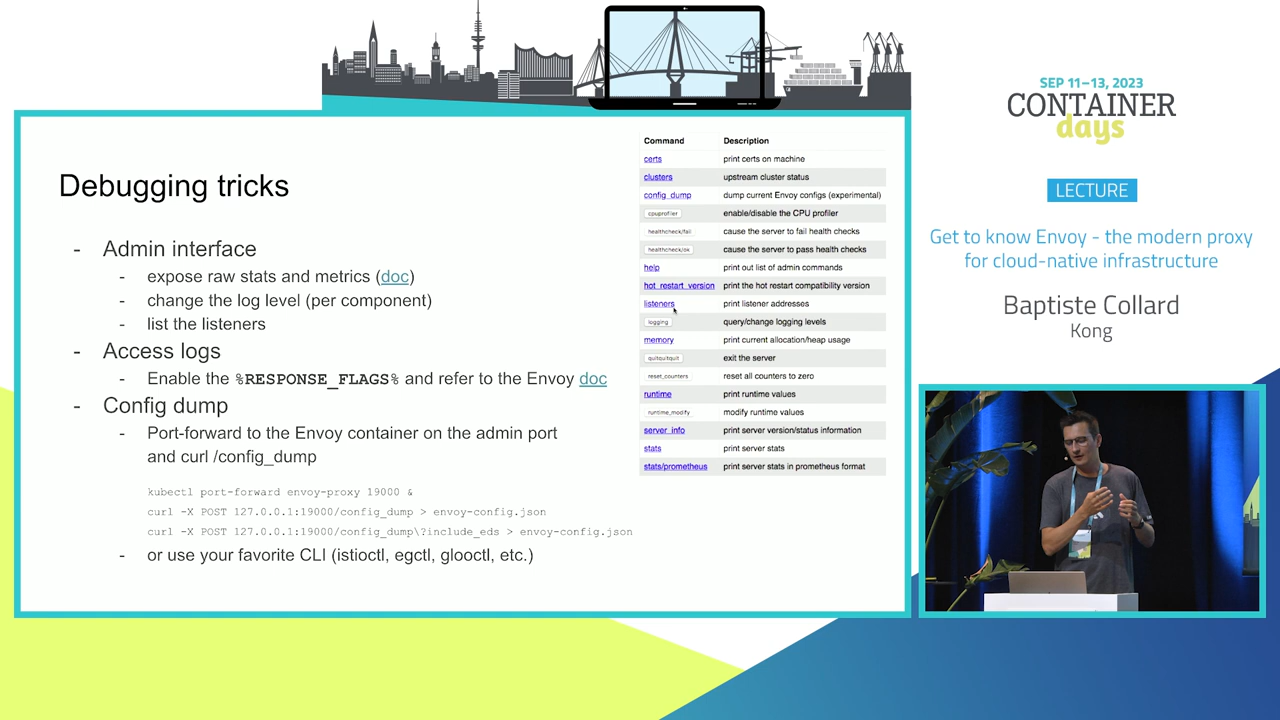 SEP 11–13, 2023
CONTAINER
days
LECTURE
Get to know Envoy - the modern proxy
for cloud-native infrastructure
Baptiste Collard
Kong
Debugging tricks
- Admin interface
- expose raw stats and metrics (doc)
- change the log level (per component)
- list the listeners
- Access logs
- Enable the %RESPONSE_FLAGS% and refer to the Envoy doc
- Config dump
- Port-forward to the Envoy container on the admin port
and curl /config_dump
kubectl port-forward envoy-proxy 19000 &
curl -X POST 127.0.0.1:19000/config_dump > envoy-config.json
curl -X POST 127.0.0.1:19000/config_dump\?include_eds > envoy-config.json
- or use your favorite CLI (istioctl, egctl, glooctl, etc.)
Command Description
certs print certs on machine
clusters upstream cluster status
config_dump dump current Envoy configs (experimental)
cpuprofiler enable/disable the CPU profiler
healthcheck/fail cause the server to fail health checks
healthcheck/ok cause the server to pass health checks
help print out list of admin commands
hot_restart_version print the hot restart compatibility version
listeners print listener addresses
logging query/change logging levels
memory print current allocation/heap usage
quitquitquit exit the server
reset_counters reset all counters to zero
runtime print runtime values
runtime_modify modify runtime values
server_info print server version/status information
stats print server stats
stats/prometheus print server stats in prometheus format